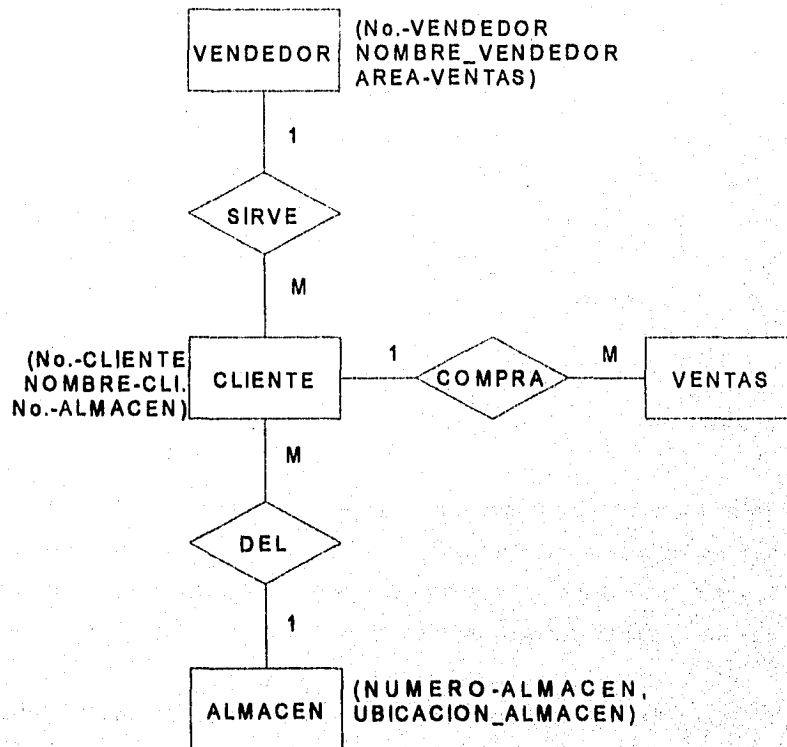 VENDEDOR
(No.-VENDEDOR
NOMBRE_VENDEDOR
AREA-VENTAS)
1
SIRVE
M
(No.-CLIENTE
NOMBRE-CLI.
No.-ALMACEN)
CLIENTE
1
COMPRA
M
VENTAS
M
DEL
1
ALMACEN
(NUMERO-ALMACEN,
UBICACION_ALMACEN)